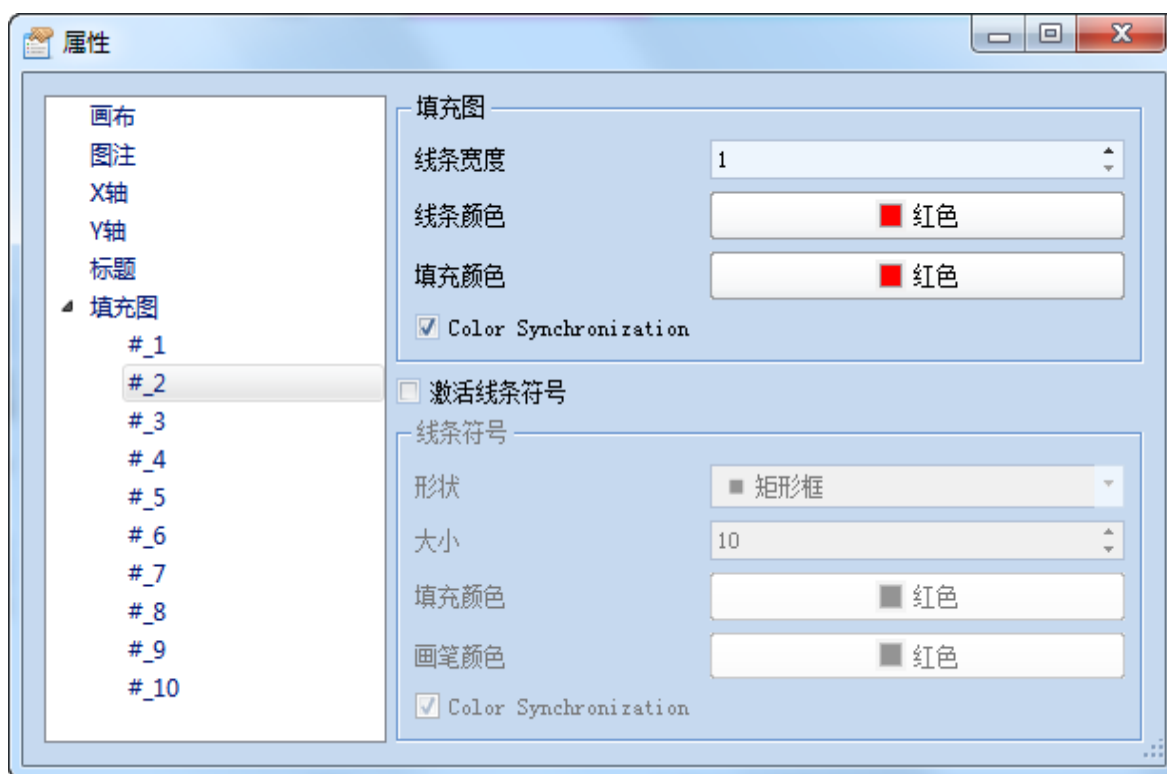 属性
画布
图注
X轴
Y轴
标题
填充图
#_1
#_2
#_3
#_4
#_5
#_6
#_7
#_8
#_9
#_10
填充图
线条宽度 1
线条颜色 红色
填充颜色 红色
Color Synchronization
激活线条符号
线条符号
形状 矩形框
大小 10
填充颜色 红色
画笔颜色 红色
Color Synchronization